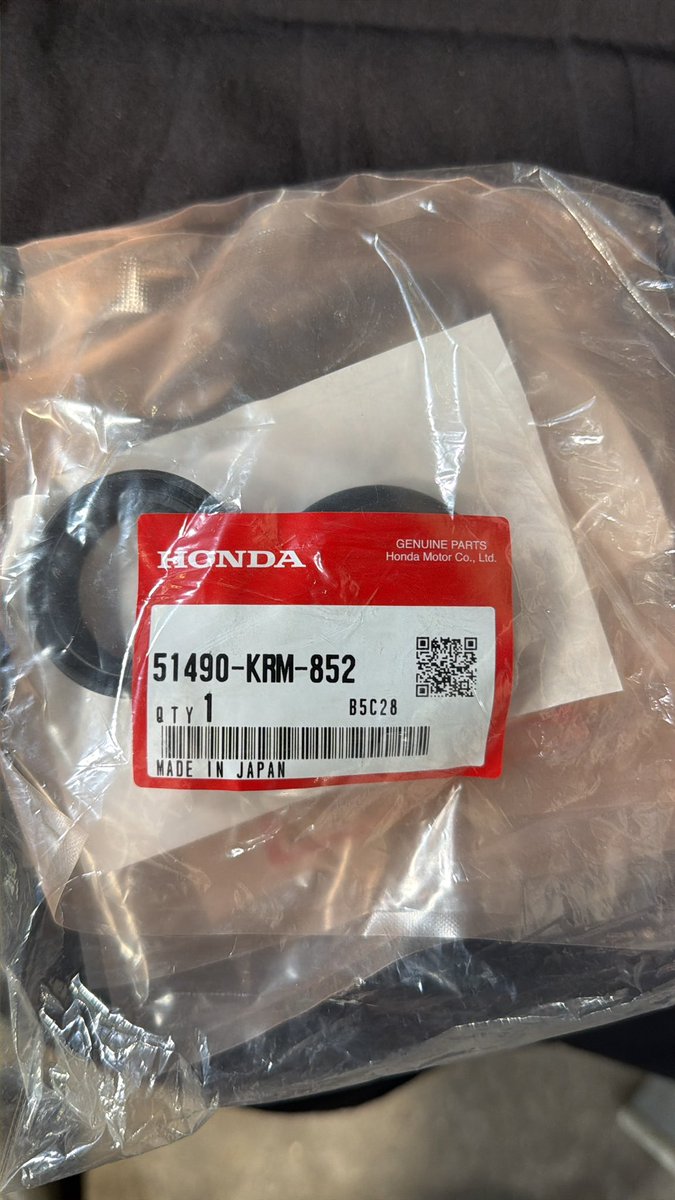 HONDA
GENUINE PARTS
Honda Motor Co., Ltd.
51490-KRM-852
QTY 1 B5C28
MADE IN JAPAN